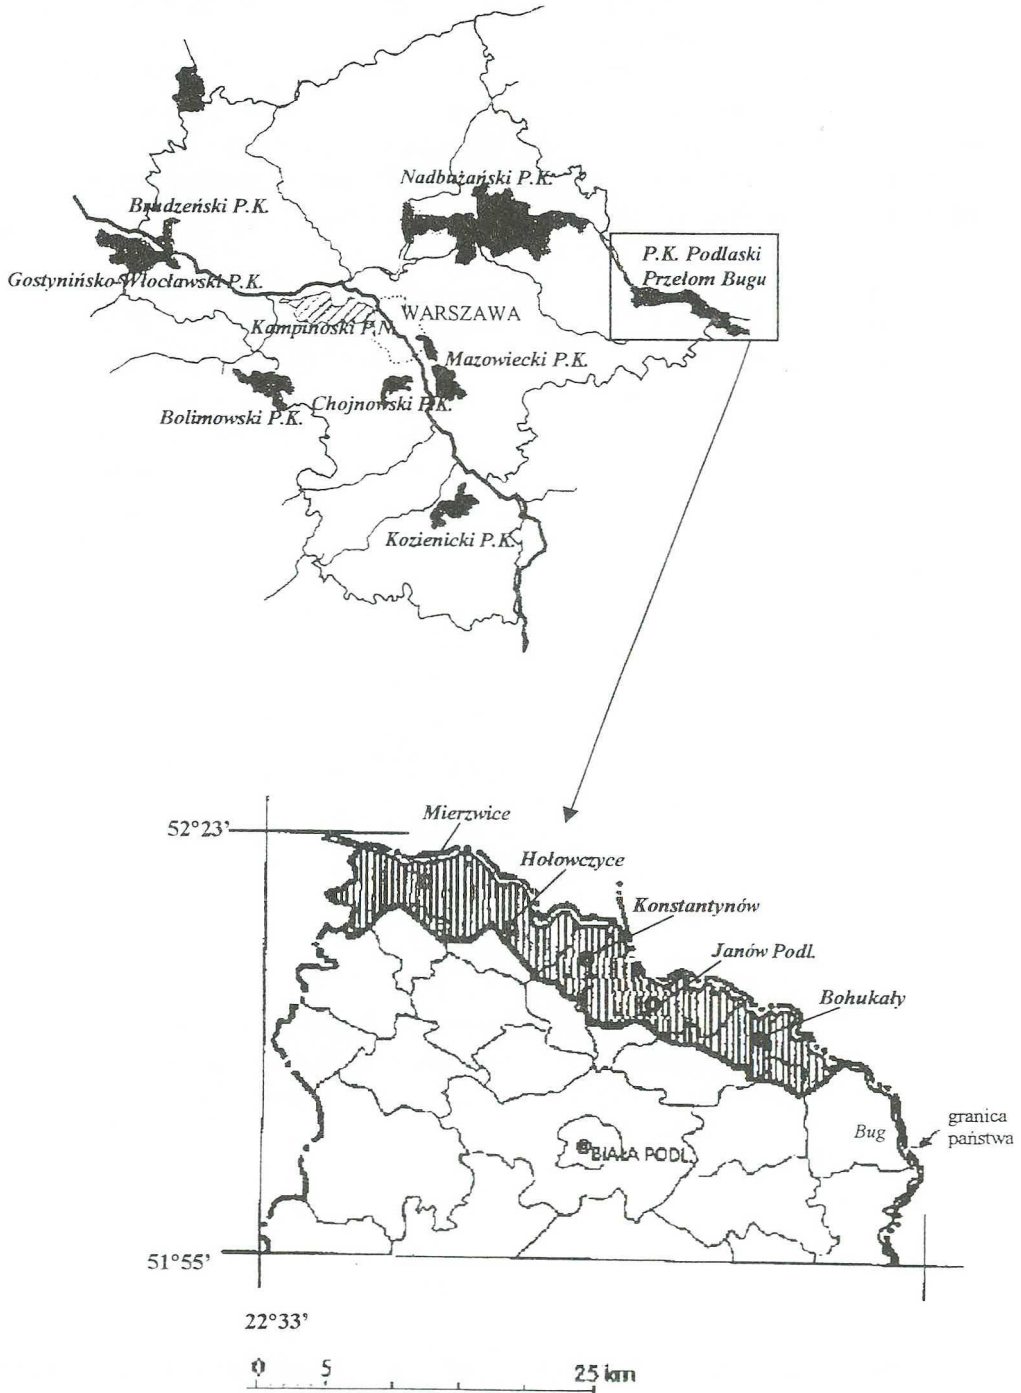 Nadbużański P.K.
Brudzeński P.K.
P.K. Podlaski
Przełom Bugu
Gostynińsko-Włocławski P.K.
WARSZAWA
Kampinoski P.N.
Mazowiecki P.K.
Chojnowski P.K.
Bolimowski P.K.
Kozienicki P.K.
Mierzwice
52°23'
Hołowczyce
Konstantynów
Janów Podl.
Bohukały
granica
państwa
Bug
BIAŁA PODL.
51°55'
22°33'
0 5 25 km